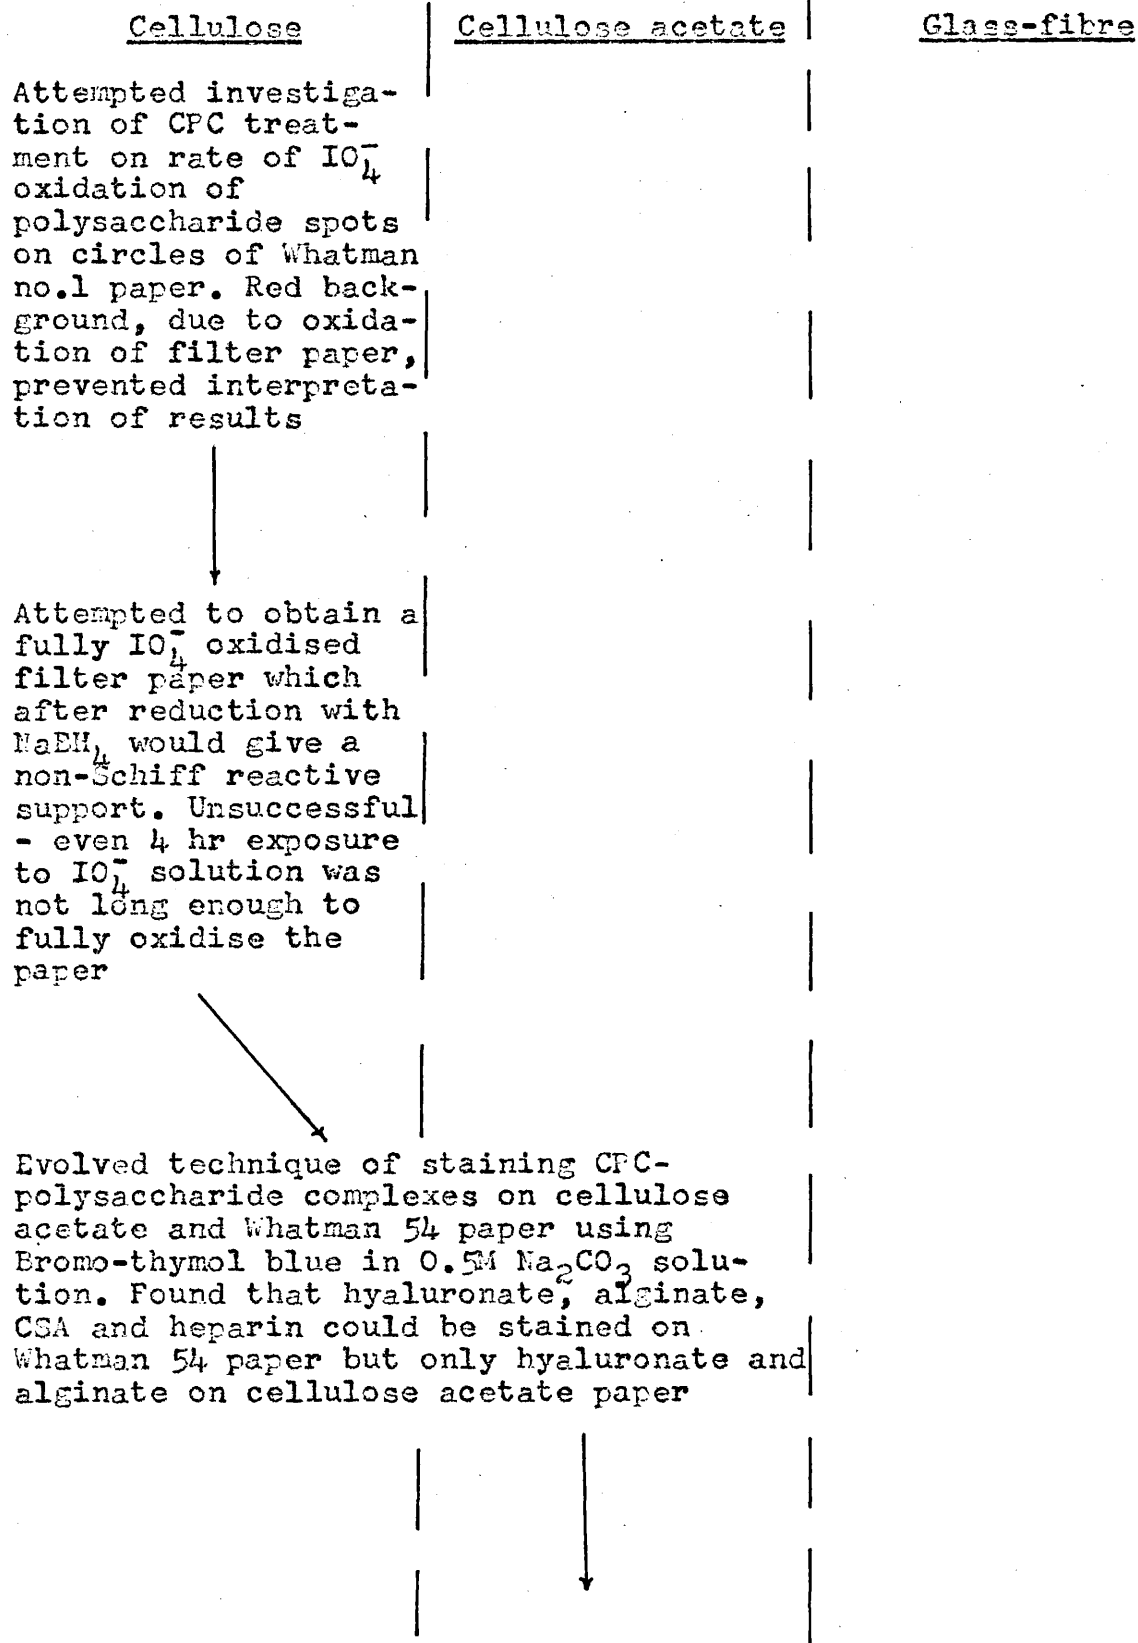 Cellulose Cellulose acetate Glass-fibre
Attempted investiga-
tion of CPC treat-
ment on rate of IO₄⁻
oxidation of
polysaccharide spots
on circles of Whatman
no.1 paper. Red back-
ground, due to oxida-
tion of filter paper,
prevented interpreta-
tion of results
Attempted to obtain a
fully IO₄⁻ oxidised
filter paper which
after reduction with
NaBH₄ would give a
non-Schiff reactive
support. Unsuccessful
- even 4 hr exposure
to IO₄⁻ solution was
not long enough to
fully oxidise the
paper
Evolved technique of staining CPC-
polysaccharide complexes on cellulose
acetate and Whatman 54 paper using
Bromo-thymol blue in 0.5M Na₂CO₃ solu-
tion. Found that hyaluronate, alginate,
CSA and heparin could be stained on
Whatman 54 paper but only hyaluronate and
alginate on cellulose acetate paper